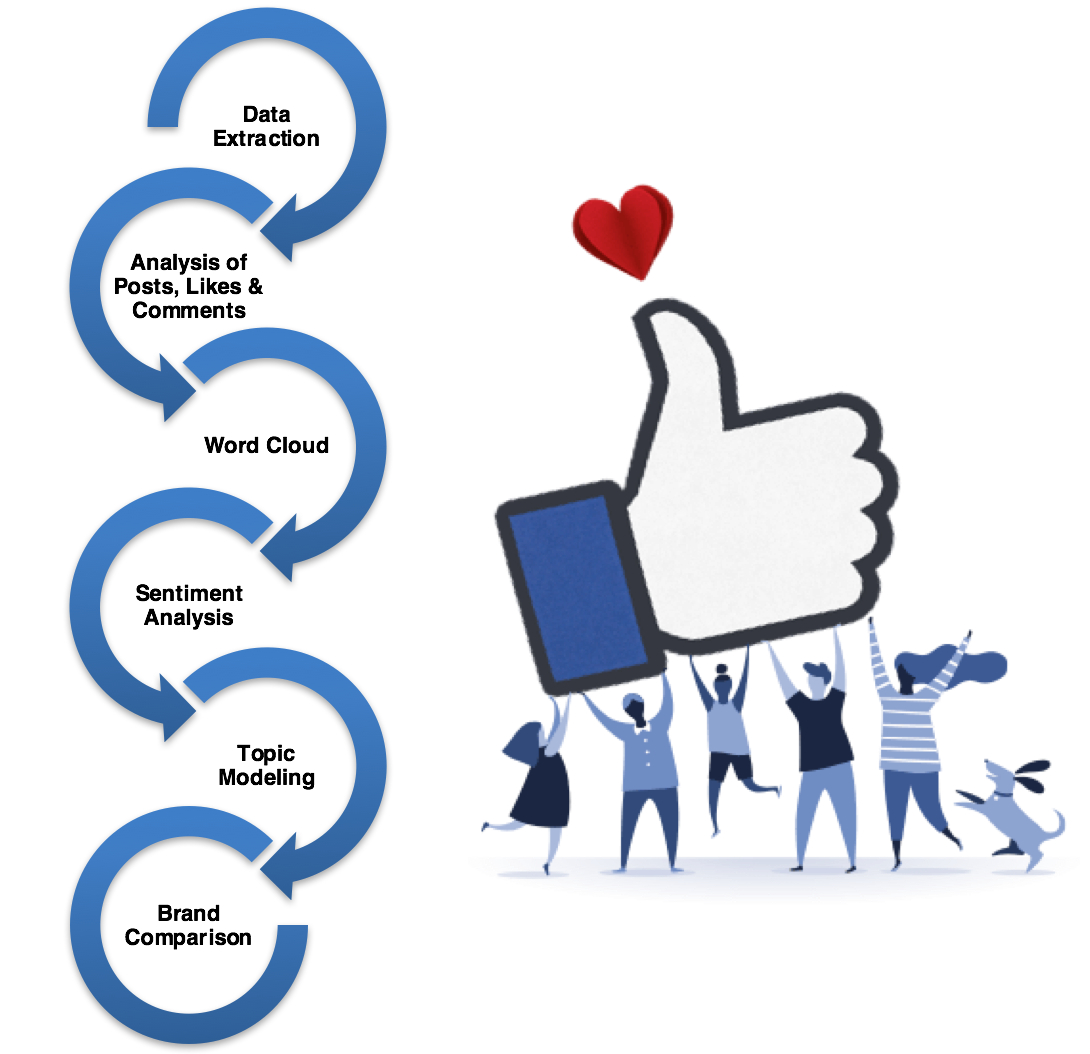 Data
Extraction
Analysis of
Posts, Likes &
Comments
Word Cloud
Sentiment
Analysis
Topic
Modeling
Brand
Comparison